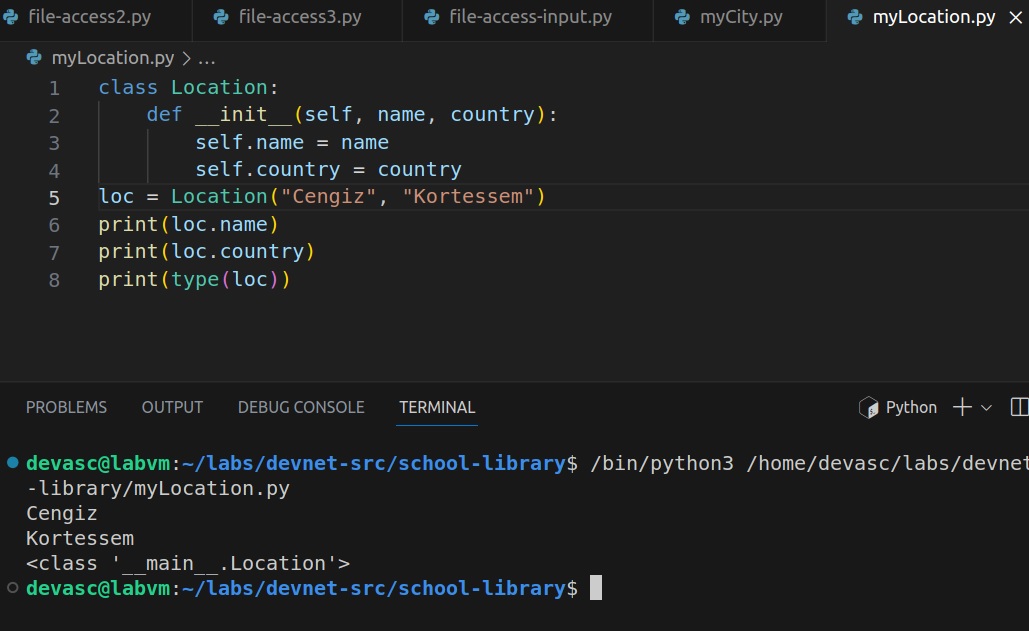 file-access2.py file-access3.py file-access-input.py myCity.py myLocation.py
myLocation.py > ...
1 class Location:
2     def __init__(self, name, country):
3         self.name = name
4         self.country = country
5 loc = Location("Cengiz", "Kortessem")
6 print(loc.name)
7 print(loc.country)
8 print(type(loc))
PROBLEMS OUTPUT DEBUG CONSOLE TERMINAL Python
devasc@labvm:~/labs/devnet-src/school-library$ /bin/python3 /home/devasc/labs/devnet
-library/myLocation.py
Cengiz
Kortessem
<class '__main__.Location'>
devasc@labvm:~/labs/devnet-src/school-library$